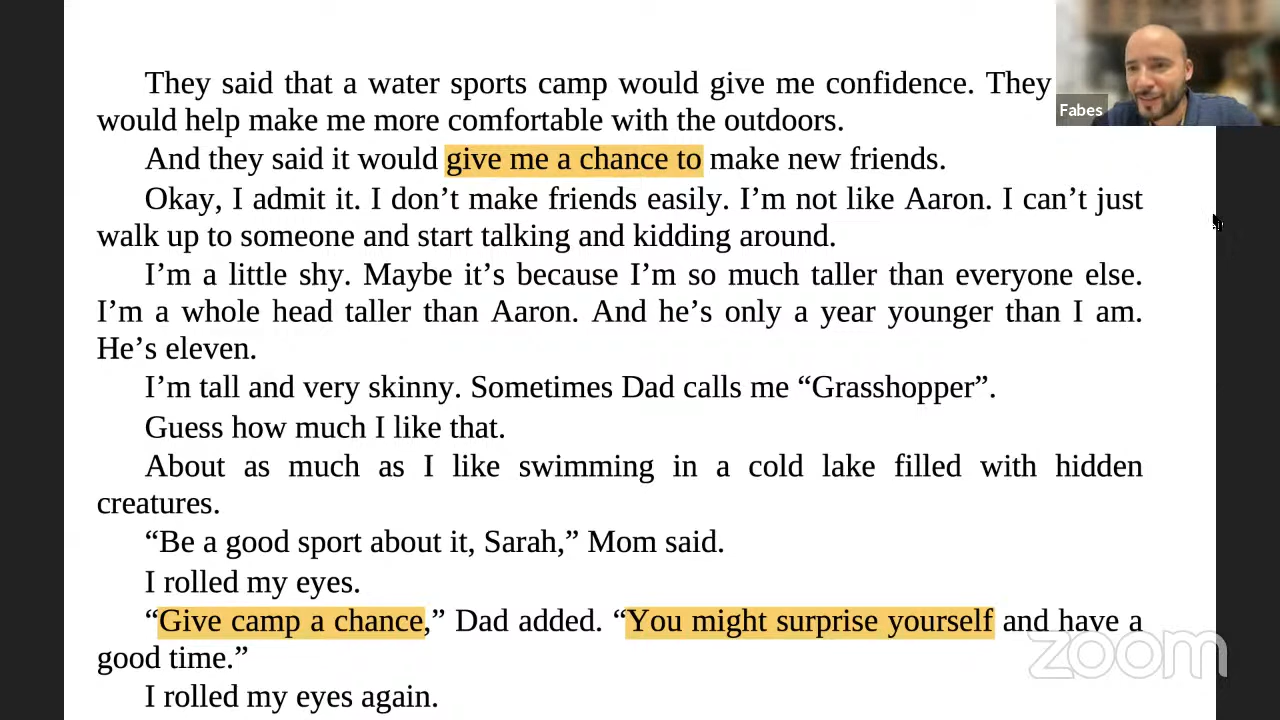 They said that a water sports camp would give me confidence. They
would help make me more comfortable with the outdoors.
And they said it would give me a chance to make new friends.
Okay, I admit it. I don’t make friends easily. I’m not like Aaron. I can’t just
walk up to someone and start talking and kidding around.
I’m a little shy. Maybe it’s because I’m so much taller than everyone else.
I’m a whole head taller than Aaron. And he’s only a year younger than I am.
He’s eleven.
I’m tall and very skinny. Sometimes Dad calls me “Grasshopper”.
Guess how much I like that.
About as much as I like swimming in a cold lake filled with hidden
creatures.
“Be a good sport about it, Sarah,” Mom said.
I rolled my eyes.
“Give camp a chance,” Dad added. “You might surprise yourself and have a
good time.”
I rolled my eyes again.
Fabes
zoom